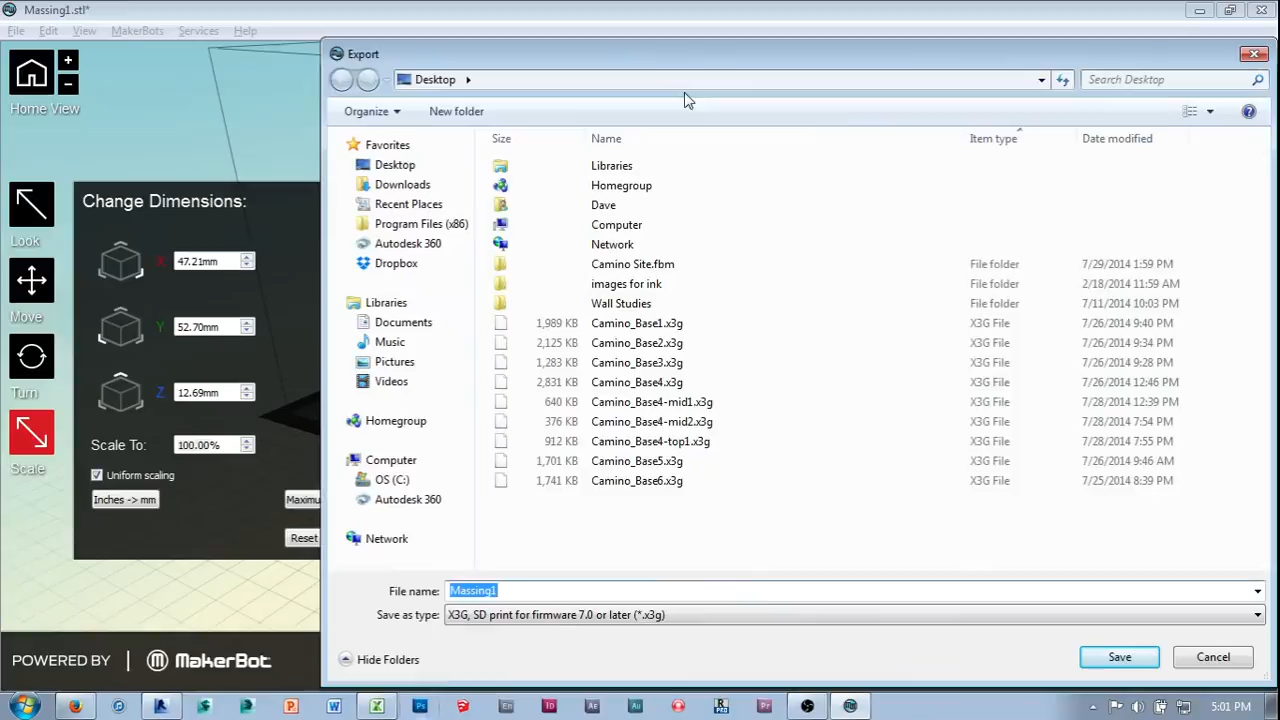 Massing1.stl*
File Edit View MakerBots Services Help
Home View
+
-
Look
Move
Turn
Scale
Change Dimensions:
X 47.21mm
Y 52.70mm
Z 12.69mm
Scale To: 100.00%
Uniform scaling
Inches -> mm
Maximu
Reset
POWERED BY | MakerBot
Export
Desktop
Search Desktop
Organize New folder
Favorites
Desktop
Downloads
Recent Places
Program Files (x86)
Autodesk 360
Dropbox
Libraries
Documents
Music
Pictures
Videos
Homegroup
Computer
OS (C:)
Autodesk 360
Network
Size Name Item type Date modified
Libraries
Homegroup
Dave
Computer
Network
Camino Site.fbm File folder 7/29/2014 1:59 PM
images for ink File folder 2/18/2014 11:59 AM
Wall Studies File folder 7/11/2014 10:03 PM
1,989 KB Camino_Base1.x3g X3G File 7/26/2014 9:40 PM
2,125 KB Camino_Base2.x3g X3G File 7/26/2014 9:34 PM
1,283 KB Camino_Base3.x3g X3G File 7/26/2014 9:28 PM
2,831 KB Camino_Base4.x3g X3G File 7/26/2014 12:46 PM
640 KB Camino_Base4-mid1.x3g X3G File 7/28/2014 12:39 PM
376 KB Camino_Base4-mid2.x3g X3G File 7/28/2014 7:54 PM
912 KB Camino_Base4-top1.x3g X3G File 7/28/2014 7:55 PM
1,701 KB Camino_Base5.x3g X3G File 7/26/2014 9:46 AM
1,741 KB Camino_Base6.x3g X3G File 7/25/2014 8:39 PM
File name: Massing1
Save as type: X3G, SD print for firmware 7.0 or later (*.x3g)
Hide Folders
Save Cancel
5:01 PM